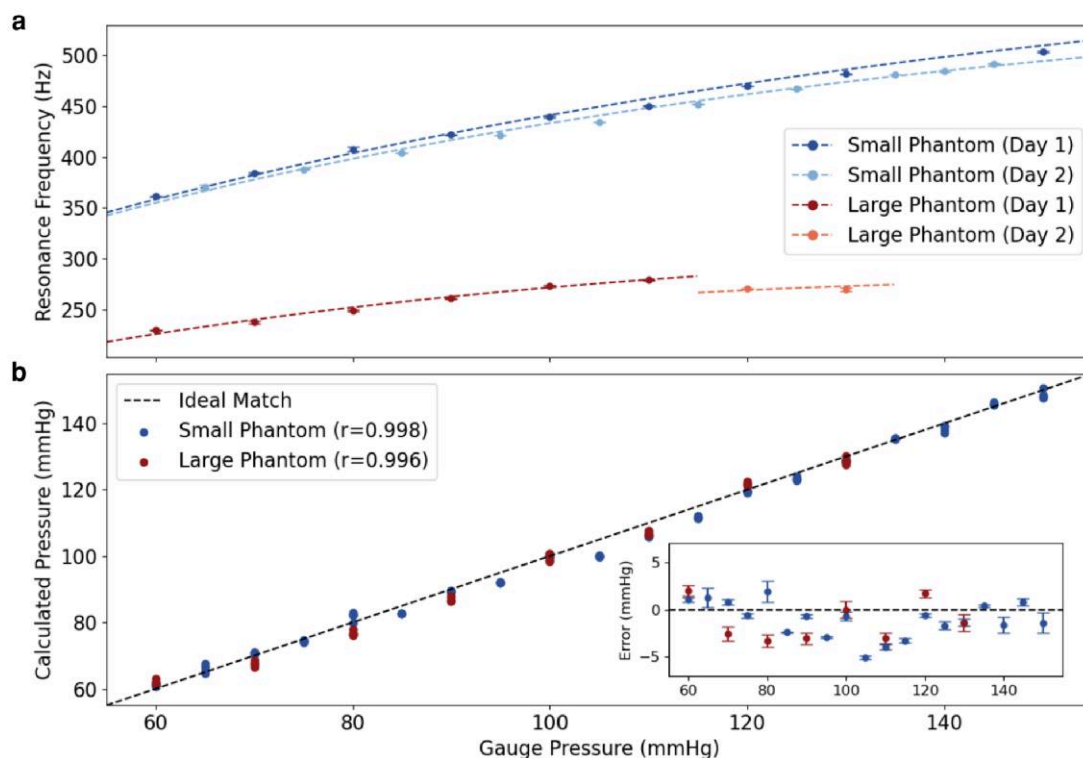 a
Resonance Frequency (Hz)
500
450
400
350
300
250
Small Phantom (Day 1)
Small Phantom (Day 2)
Large Phantom (Day 1)
Large Phantom (Day 2)
b
Calculated Pressure (mmHg)
140
120
100
80
60
Ideal Match
Small Phantom (r=0.998)
Large Phantom (r=0.996)
Error (mmHg)
5
0
−5
60 80 100 120 140
60 80 100 120 140
Gauge Pressure (mmHg)